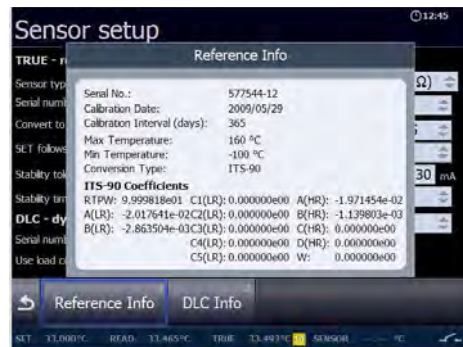 Sensor setup
12:45
Reference Info
TRUE - r
Sensor typ
Serial numb
Convert to
SET follows
Stability tim
DLC - dy
Serial numb
Use load c
Ω)
30 mA
Serial No.: 577544-12
Calibration Date: 2009/05/29
Calibration Interval (days): 365
Max Temperature: 160 °C
Min Temperature: -100 °C
Conversion Type: ITS-90
ITS-90 Coefficients
RTPW: 9.999818e01 C1(LR): 0.000000e00 A(HR): -1.971454e-02
A(LR): -2.017641e-02 C2(LR): 0.000000e00 B(HR): -1.139803e-03
B(LR): -2.863504e-03 C3(LR): 0.000000e00 C(HR): 0.000000e00
C4(LR): 0.000000e00 D(HR): 0.000000e00
C5(LR): 0.000000e00 W: 0.000000e00
Reference Info
DLC Info
SET 33.000°C READ 33.465°C TRUE 33.493°C SENSOR °C